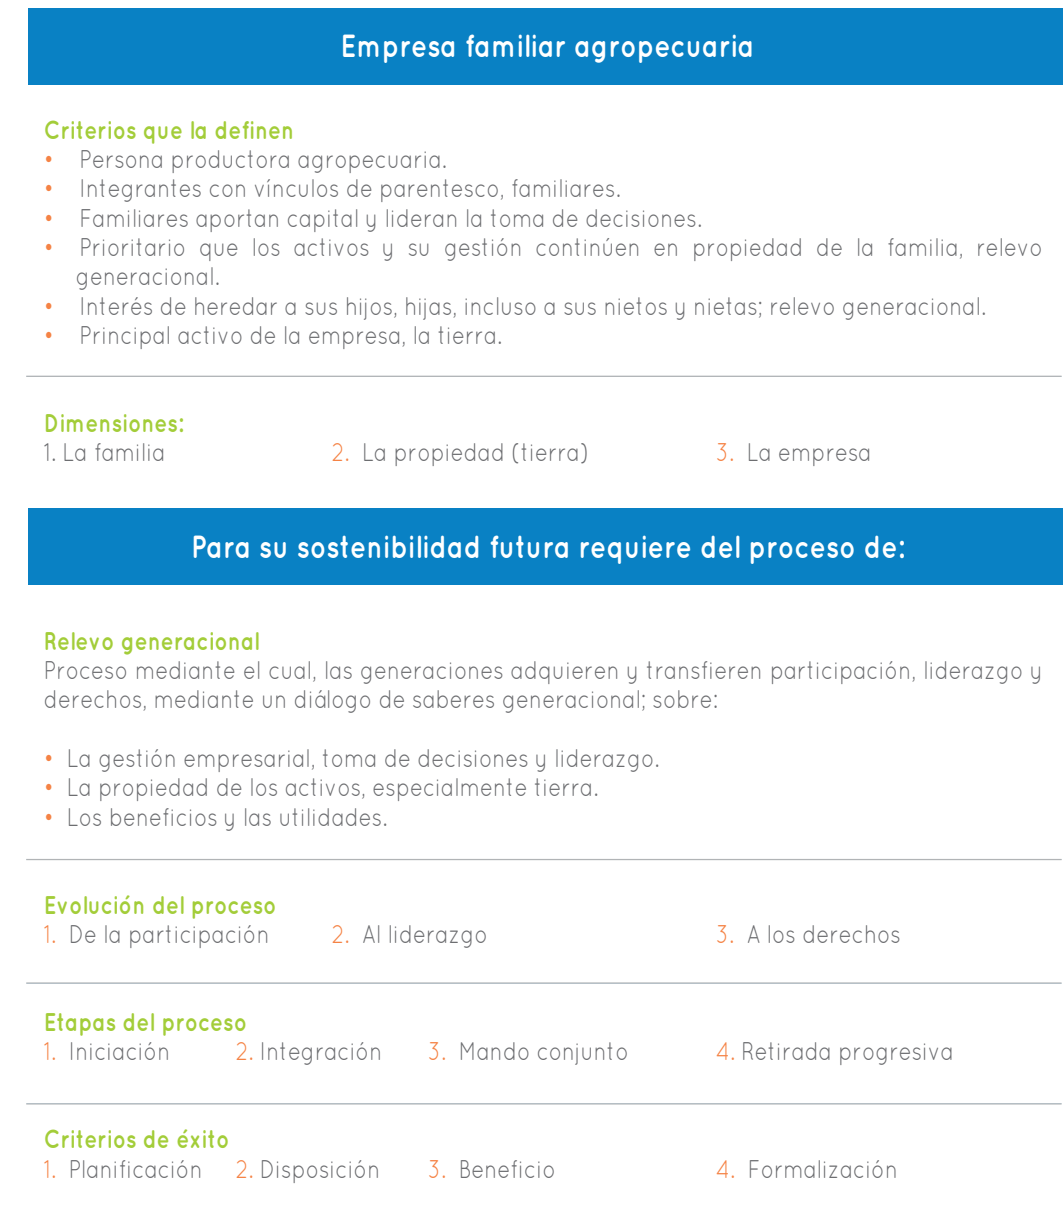 Empresa familiar agropecuaria
Criterios que la definen
• Persona productora agropecuaria.
• Integrantes con vínculos de parentesco, familiares.
• Familiares aportan capital y lideran la toma de decisiones.
• Prioritario que los activos y su gestión continúen en propiedad de la familia, relevo
generacional.
• Interés de heredar a sus hijos, hijas, incluso a sus nietos y nietas; relevo generacional.
• Principal activo de la empresa, la tierra.
Dimensiones:
1. La familia 2. La propiedad (tierra) 3. La empresa
Para su sostenibilidad futura requiere del proceso de:
Relevo generacional
Proceso mediante el cual, las generaciones adquieren y transfieren participación, liderazgo y
derechos, mediante un diálogo de saberes generacional; sobre:
• La gestión empresarial, toma de decisiones y liderazgo.
• La propiedad de los activos, especialmente tierra.
• Los beneficios y las utilidades.
Evolución del proceso
1. De la participación 2. Al liderazgo 3. A los derechos
Etapas del proceso
1. Iniciación 2. Integración 3. Mando conjunto 4. Retirada progresiva
Criterios de éxito
1. Planificación 2. Disposición 3. Beneficio 4. Formalización